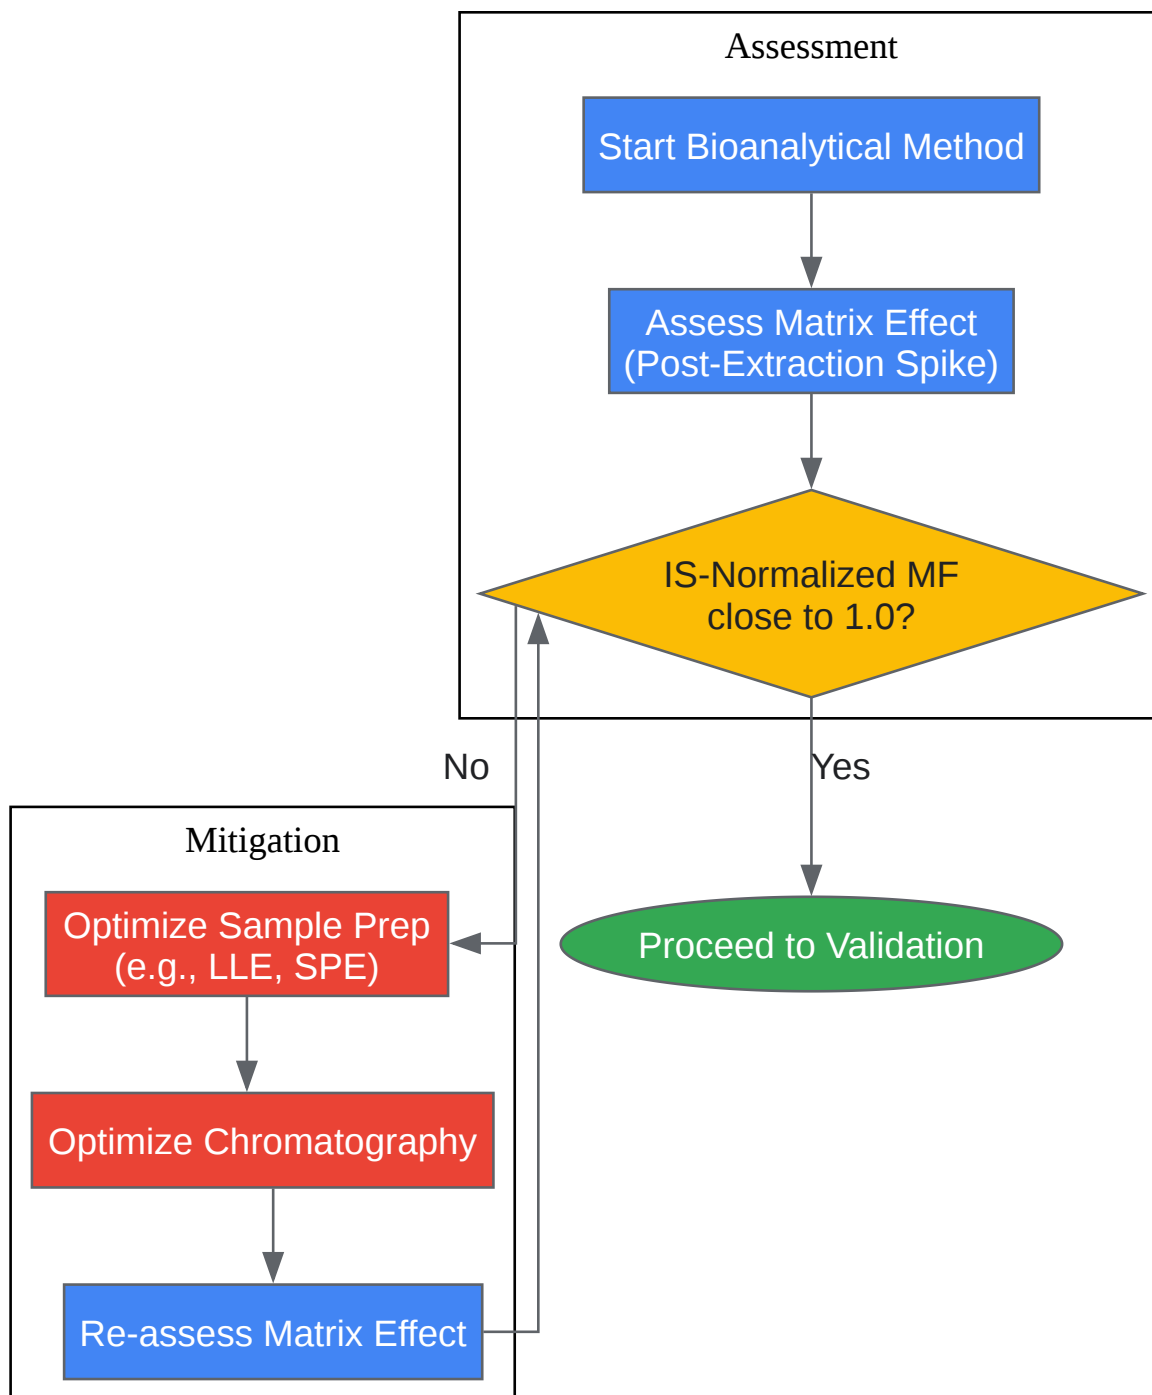 Assessment
Start Bioanalytical Method
Assess Matrix Effect
(Post-Extraction Spike)
IS-Normalized MF
close to 1.0?
No
Yes
Mitigation
Optimize Sample Prep
(e.g., LLE, SPE)
Proceed to Validation
Optimize Chromatography
Re-assess Matrix Effect